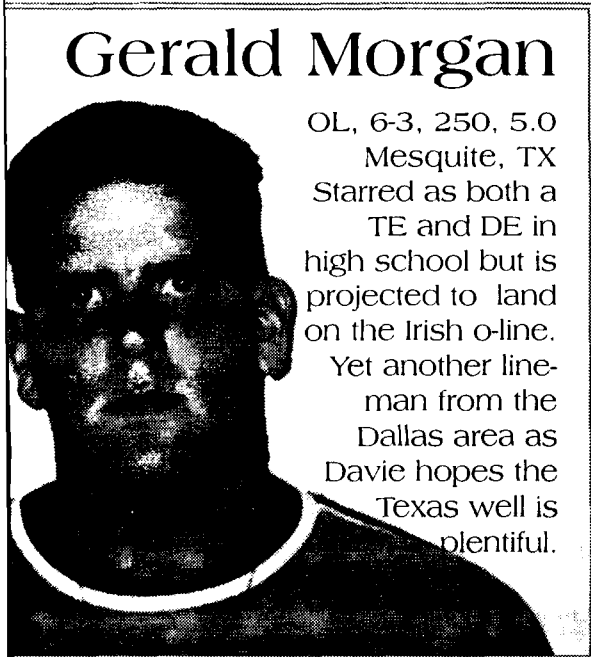 Gerald Morgan
OL, 6-3, 250, 5.0
Mesquite, TX
Starred as both a
TE and DE in
high school but is
projected to land
on the Irish o-line.
Yet another line-
man from the
Dallas area as
Davie hopes the
Texas well is
plentiful.